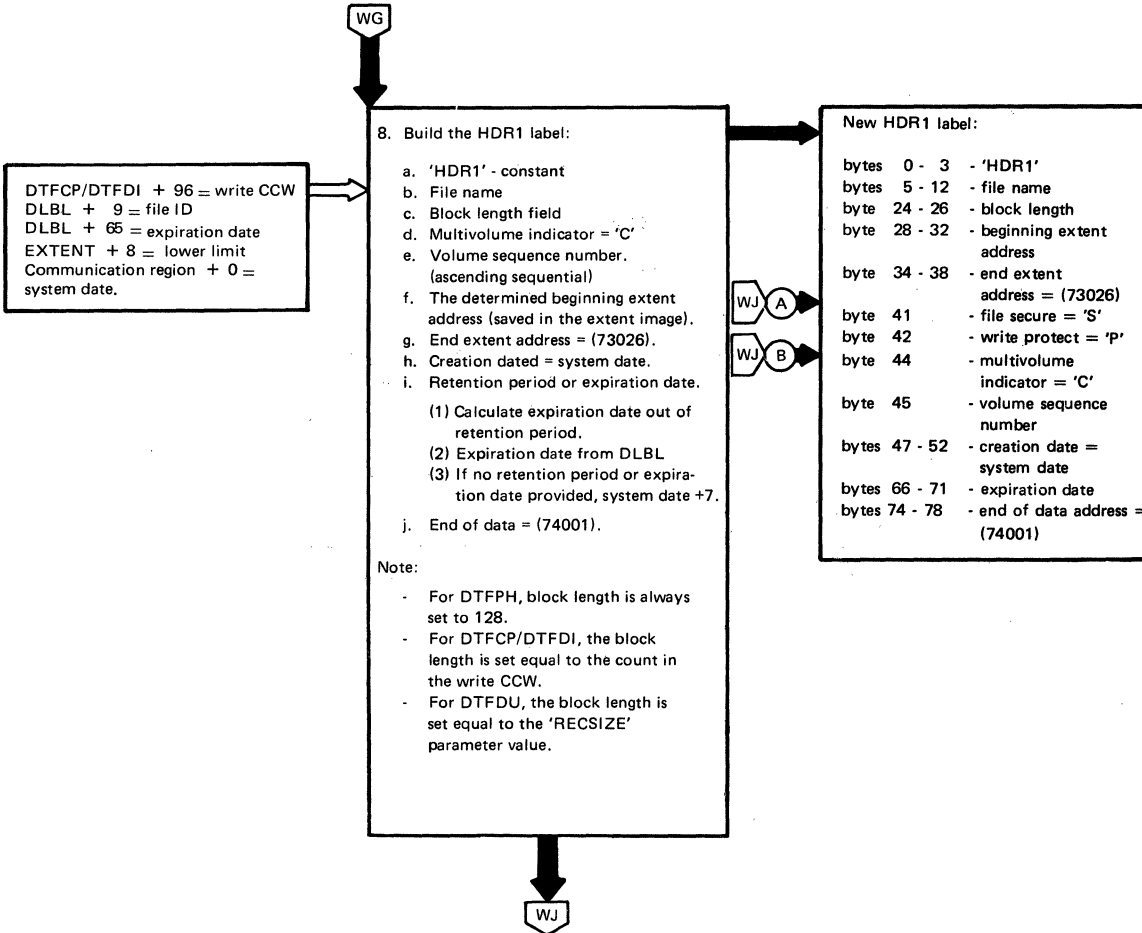 WG
DTFCP/DTFDI + 96 = write CCW
DLBL + 9 = file ID
DLBL + 65 = expiration date
EXTENT + 8 = lower limit
Communication region + 0 =
system date.
8. Build the HDR1 label:
a. 'HDR1' - constant
b. File name
c. Block length field
d. Multivolume indicator = 'C'
e. Volume sequence number.
(ascending sequential)
f. The determined beginning extent
address (saved in the extent image).
g. End extent address = (73026).
h. Creation dated = system date.
i. Retention period or expiration date.
(1) Calculate expiration date out of
retention period.
(2) Expiration date from DLBL
(3) If no retention period or expira-
tion date provided, system date +7.
j. End of data = (74001).
Note:
- For DTFPH, block length is always
set to 128.
- For DTFCP/DTFDI, the block
length is set equal to the count in
the write CCW.
- For DTFDU, the block length is
set equal to the 'RECSIZE'
parameter value.
WJ A
WJ B
New HDR1 label:
bytes 0 - 3 - 'HDR1'
bytes 5 - 12 - file name
byte 24 - 26 - block length
byte 28 - 32 - beginning extent
address
byte 34 - 38 - end extent
address = (73026)
byte 41 - file secure = 'S'
byte 42 - write protect = 'P'
byte 44 - multivolume
indicator = 'C'
byte 45 - volume sequence
number
bytes 47 - 52 - creation date =
system date
bytes 66 - 71 - expiration date
bytes 74 - 78 - end of data address =
(74001)
WJ